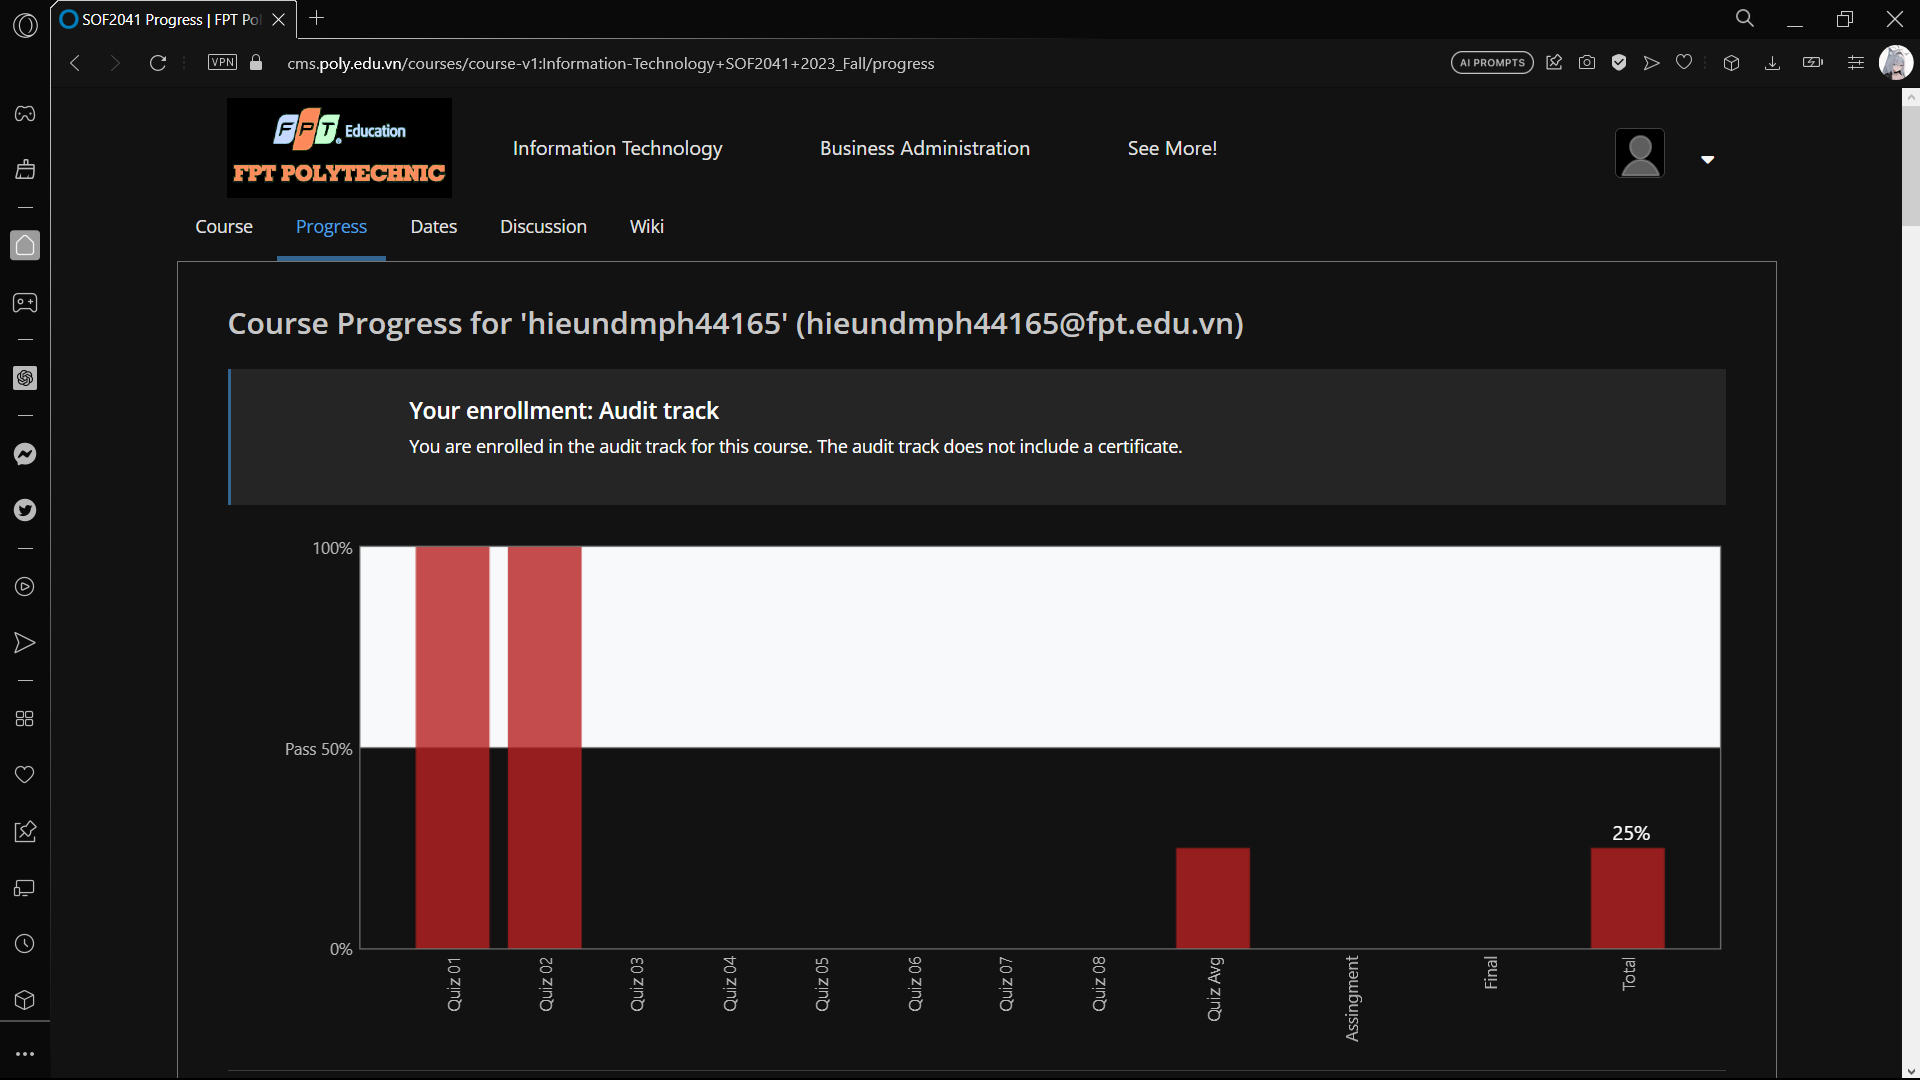 SOF2041 Progress | FPT Pol
VPN
cms.poly.edu.vn/courses/course-v1:Information-Technology+SOF2041+2023_Fall/progress
AI PROMPTS
FPT Education
FPT POLYTECHNIC
Information Technology
Business Administration
See More!
Course
Progress
Dates
Discussion
Wiki
Course Progress for 'hieundmph44165' (hieundmph44165@fpt.edu.vn)
Your enrollment: Audit track
You are enrolled in the audit track for this course. The audit track does not include a certificate.
100%
Pass 50%
25%
0%
Quiz 01
Quiz 02
Quiz 03
Quiz 04
Quiz 05
Quiz 06
Quiz 07
Quiz 08
Quiz Avg
Assingment
Final
Total